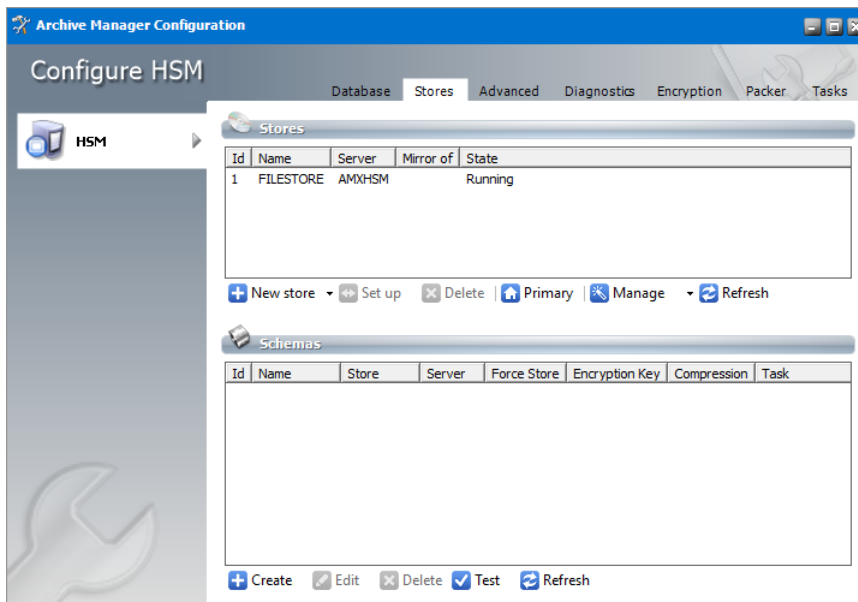 Archive Manager Configuration
Configure HSM
Database Stores Advanced Diagnostics Encryption Packer Tasks
HSM
Stores
Id Name Server Mirror of State
1 FILESTORE AMXHSM Running
New store Set up Delete Primary Manage Refresh
Schemas
Id Name Store Server Force Store Encryption Key Compression Task
Create Edit Delete Test Refresh